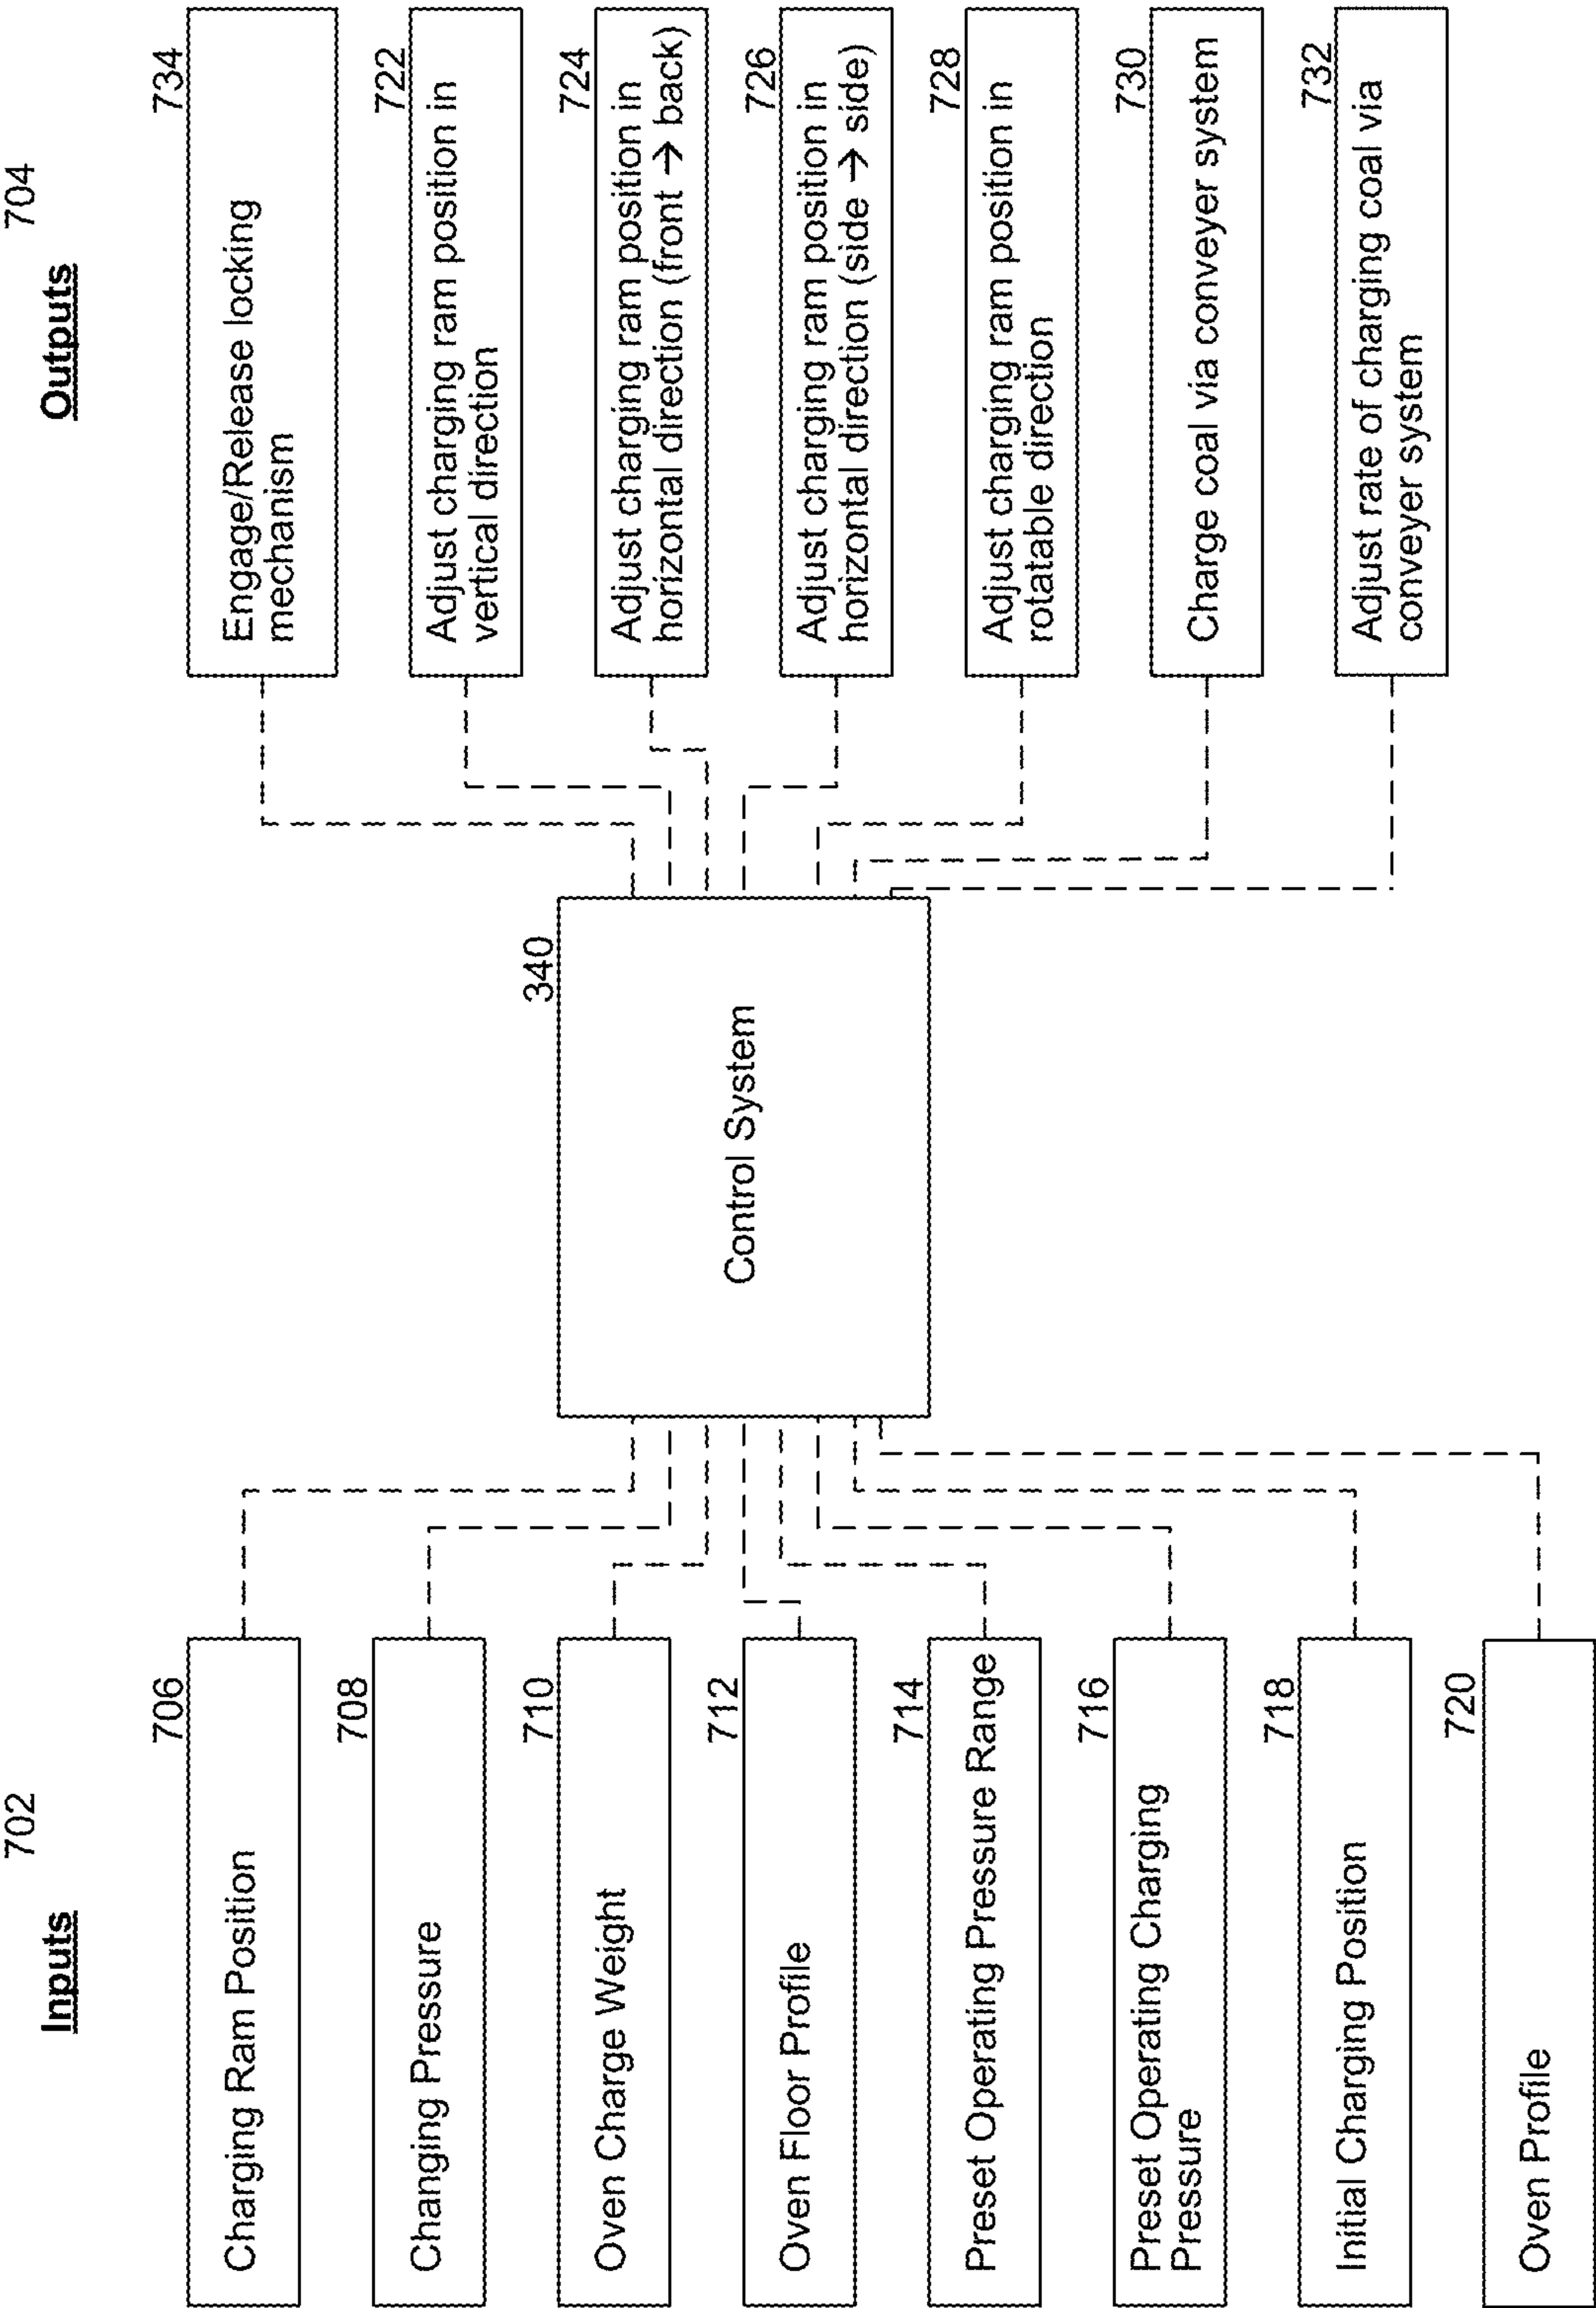 Inputs
702
706
Charging Ram Position
708
Changing Pressure
710
Oven Charge Weight
712
Oven Floor Profile
714
Preset Operating Pressure Range
716
Preset Operating Charging
Pressure
718
Initial Charging Position
720
Oven Profile
340
Control System
Outputs
704
734
Engage/Release locking
mechanism
722
Adjust charging ram position in
vertical direction
724
Adjust charging ram position in
horizontal direction (front → back)
726
Adjust charging ram position in
horizontal direction (side → side)
728
Adjust charging ram position in
rotatable direction
730
Charge coal via conveyer system
732
Adjust rate of charging coal via
conveyer system